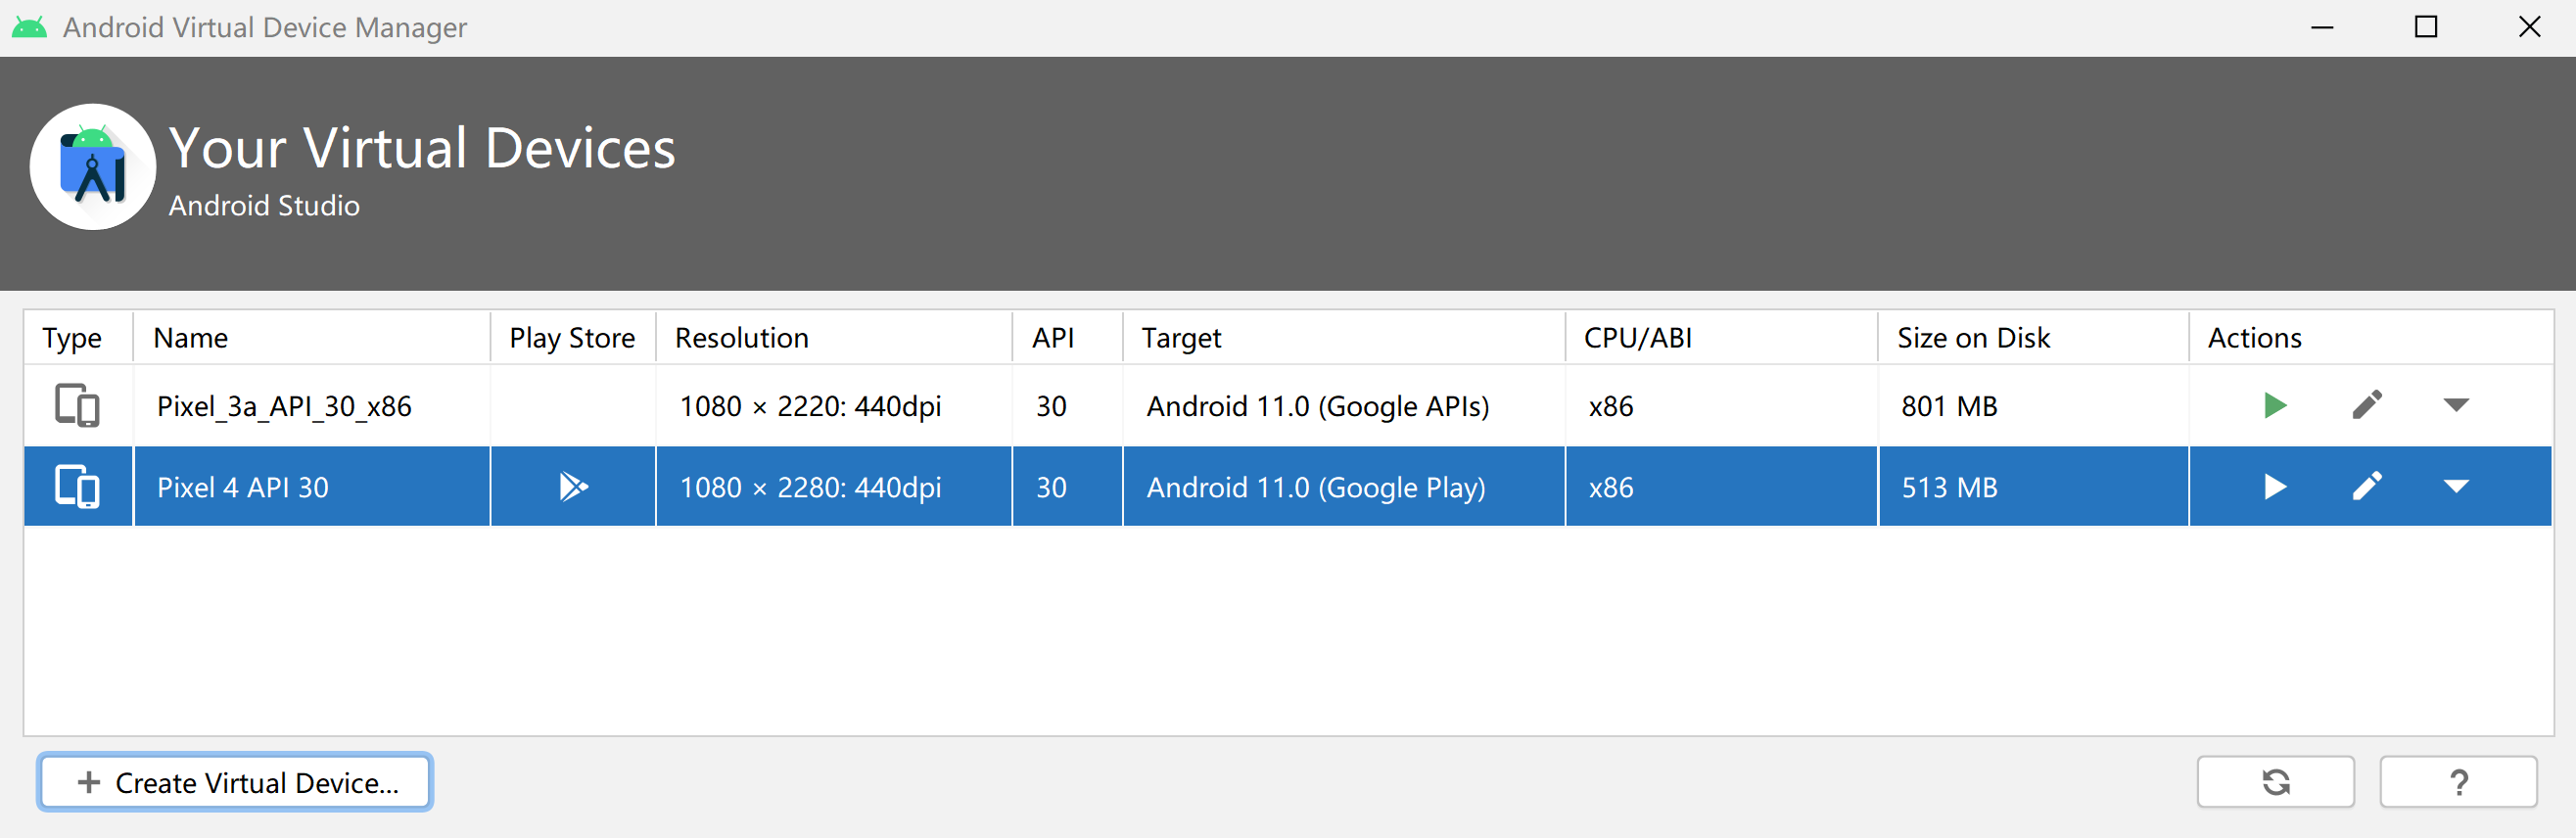 Android Virtual Device Manager
Your Virtual Devices
Android Studio
Type Name Play Store Resolution API Target CPU/ABI Size on Disk Actions
Pixel_3a_API_30_x86 1080 × 2220: 440dpi 30 Android 11.0 (Google APIs) x86 801 MB
Pixel 4 API 30 1080 × 2280: 440dpi 30 Android 11.0 (Google Play) x86 513 MB
+ Create Virtual Device... ?